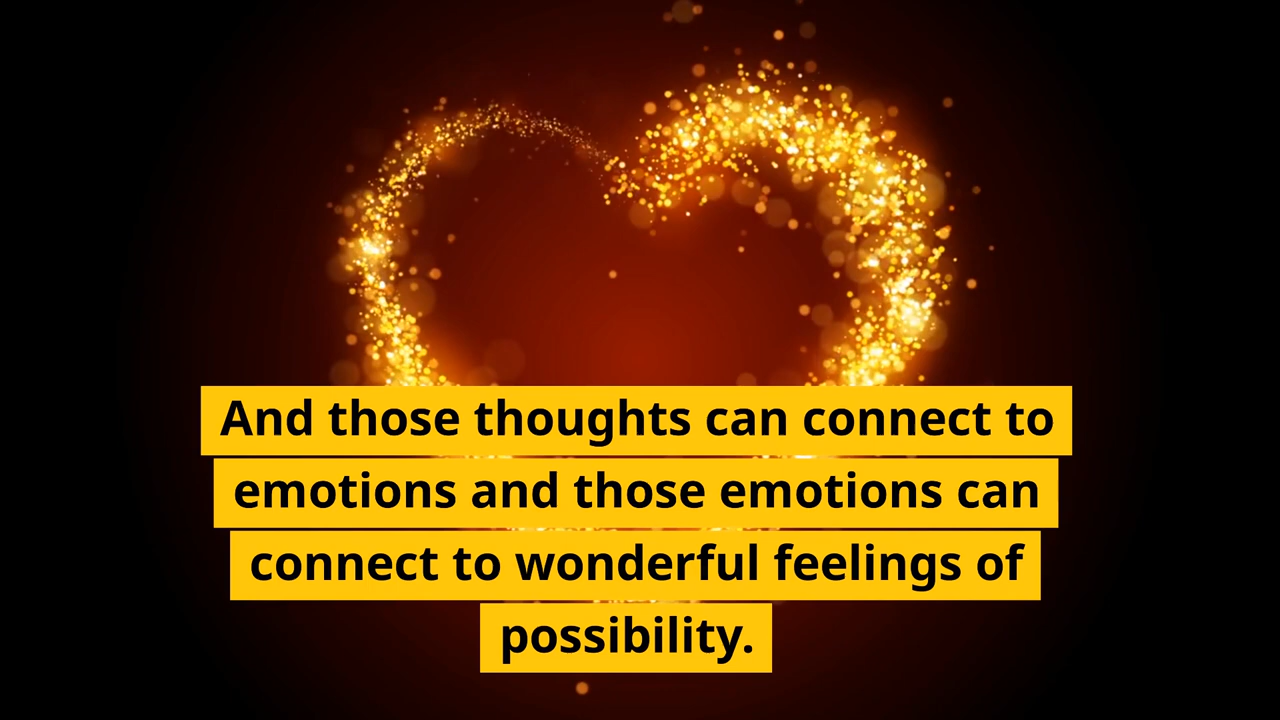 And those thoughts can connect to
emotions and those emotions can
connect to wonderful feelings of
possibility.